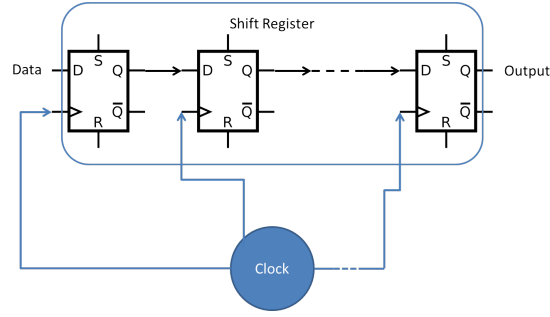 Shift Register
Data
D S Q
Q̅
R
D S Q
Q̅
R
D S Q
Q̅
R
Output
Clock